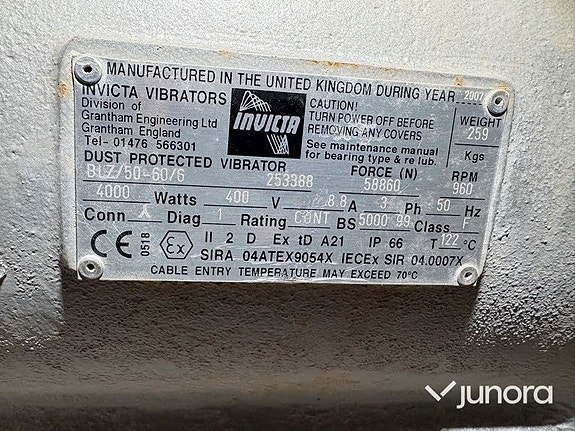 MANUFACTURED IN THE UNITED KINGDOM DURING YEAR 2007
INVICTA VIBRATORS
Division of
Grantham Engineering Ltd
Grantham England
Tel- 01476 566301
INVICTA
CAUTION!
TURN POWER OFF BEFORE
REMOVING ANY COVERS
See maintenance manual
for bearing type & re lub.
WEIGHT
259
Kgs
DUST PROTECTED VIBRATOR FORCE (N) RPM
BLZ/50-60/6 253388 58860 960
4000 Watts 400 V 8.8 A 3 Ph 50 Hz
Conn Diag 1 Rating CONT BS 5000 99 Class F
CE 0518 Ex II 2 D Ex tD A21 IP 66 T 122 °C
SIRA 04ATEX9054X IECEx SIR 04.0007X
CABLE ENTRY TEMPERATURE MAY EXCEED 70°C
junora